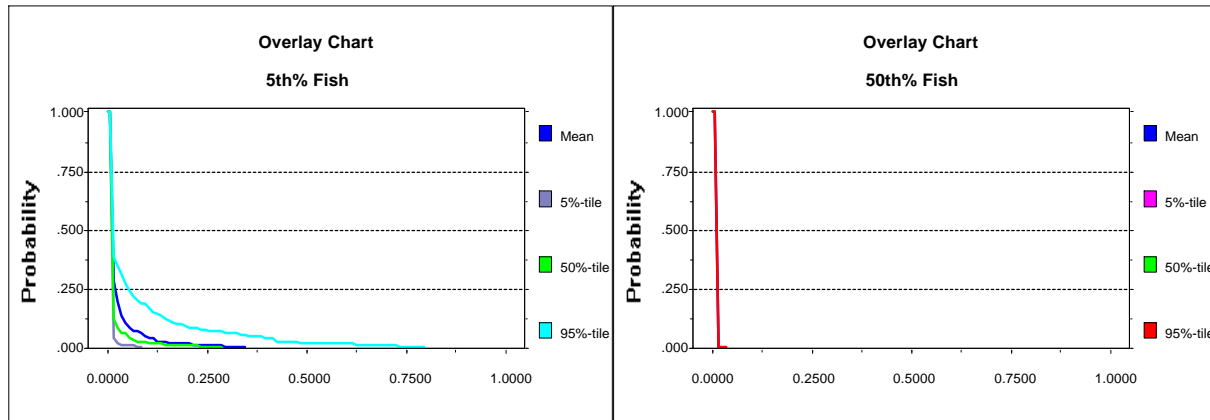 Overlay Chart
5th% Fish
Probability
1.000
.750
.500
.250
.000
0.0000 0.2500 0.5000 0.7500 1.0000
Mean
5%-tile
50%-tile
95%-tile
Overlay Chart
50th% Fish
Probability
1.000
.750
.500
.250
.000
0.0000 0.2500 0.5000 0.7500 1.0000
Mean
5%-tile
50%-tile
95%-tile